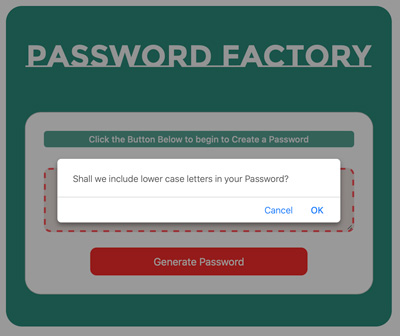 PASSWORD FACTORY
Click the Button Below to begin to Create a Password
Shall we include lower case letters in your Password?
Cancel OK
Generate Password